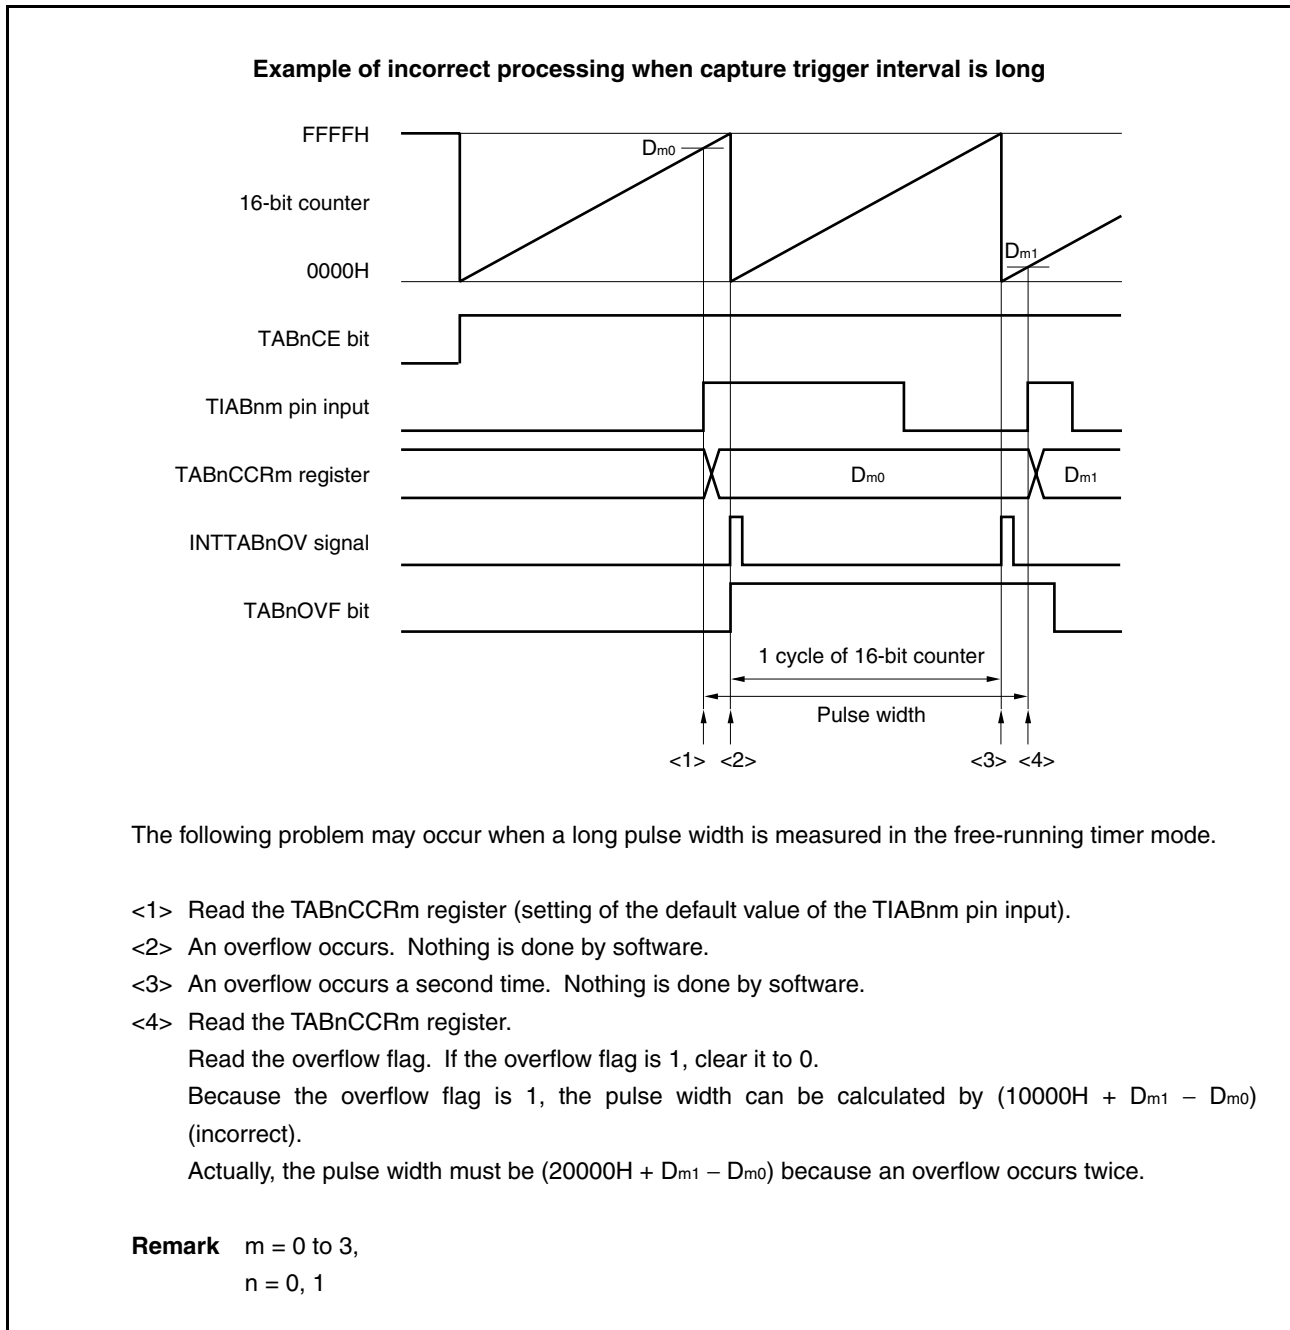 Example of incorrect processing when capture trigger interval is long
FFFFH
Dm0
16-bit counter
Dm1
0000H
TABnCE bit
TIABnm pin input
TABnCCRm register
Dm0
Dm1
INTTABnOV signal
TABnOVF bit
1 cycle of 16-bit counter
Pulse width
<1> <2> <3> <4>
The following problem may occur when a long pulse width is measured in the free-running timer mode.
<1> Read the TABnCCRm register (setting of the default value of the TIABnm pin input).
<2> An overflow occurs. Nothing is done by software.
<3> An overflow occurs a second time. Nothing is done by software.
<4> Read the TABnCCRm register.
Read the overflow flag. If the overflow flag is 1, clear it to 0.
Because the overflow flag is 1, the pulse width can be calculated by (10000H + Dm1 − Dm0)
(incorrect).
Actually, the pulse width must be (20000H + Dm1 − Dm0) because an overflow occurs twice.
Remark m = 0 to 3,
n = 0, 1